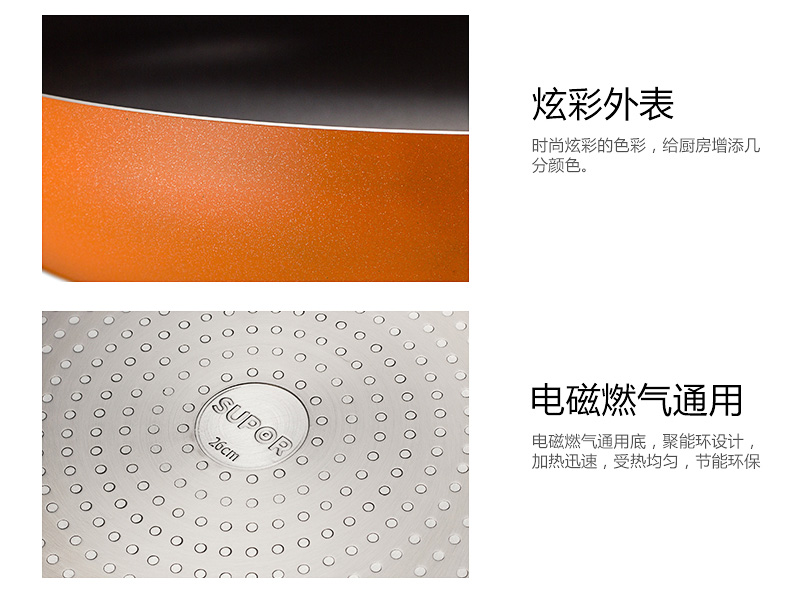 炫彩外表
时尚炫彩的色彩，给厨房增添几
分颜色。
SUPOR
26cm
电磁燃气通用
电磁燃气通用底，聚能环设计，
加热迅速，受热均匀，节能环保